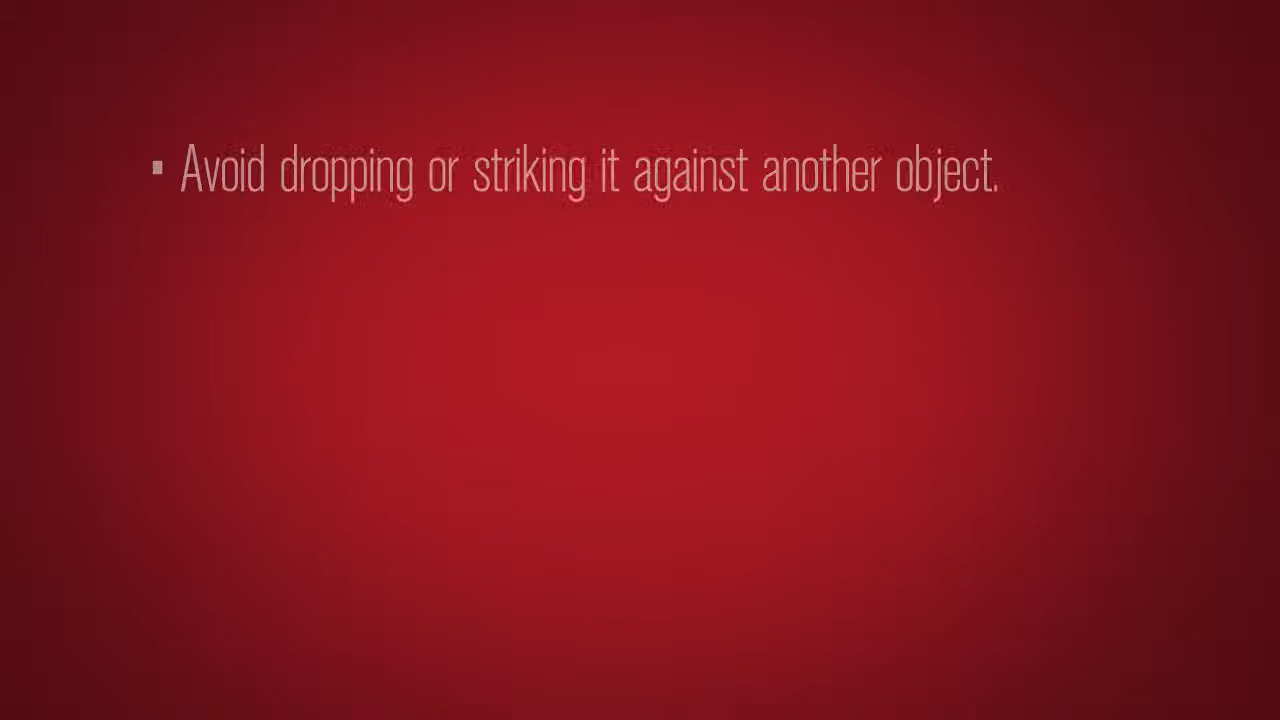 ▪ Avoid dropping or striking it against another object.